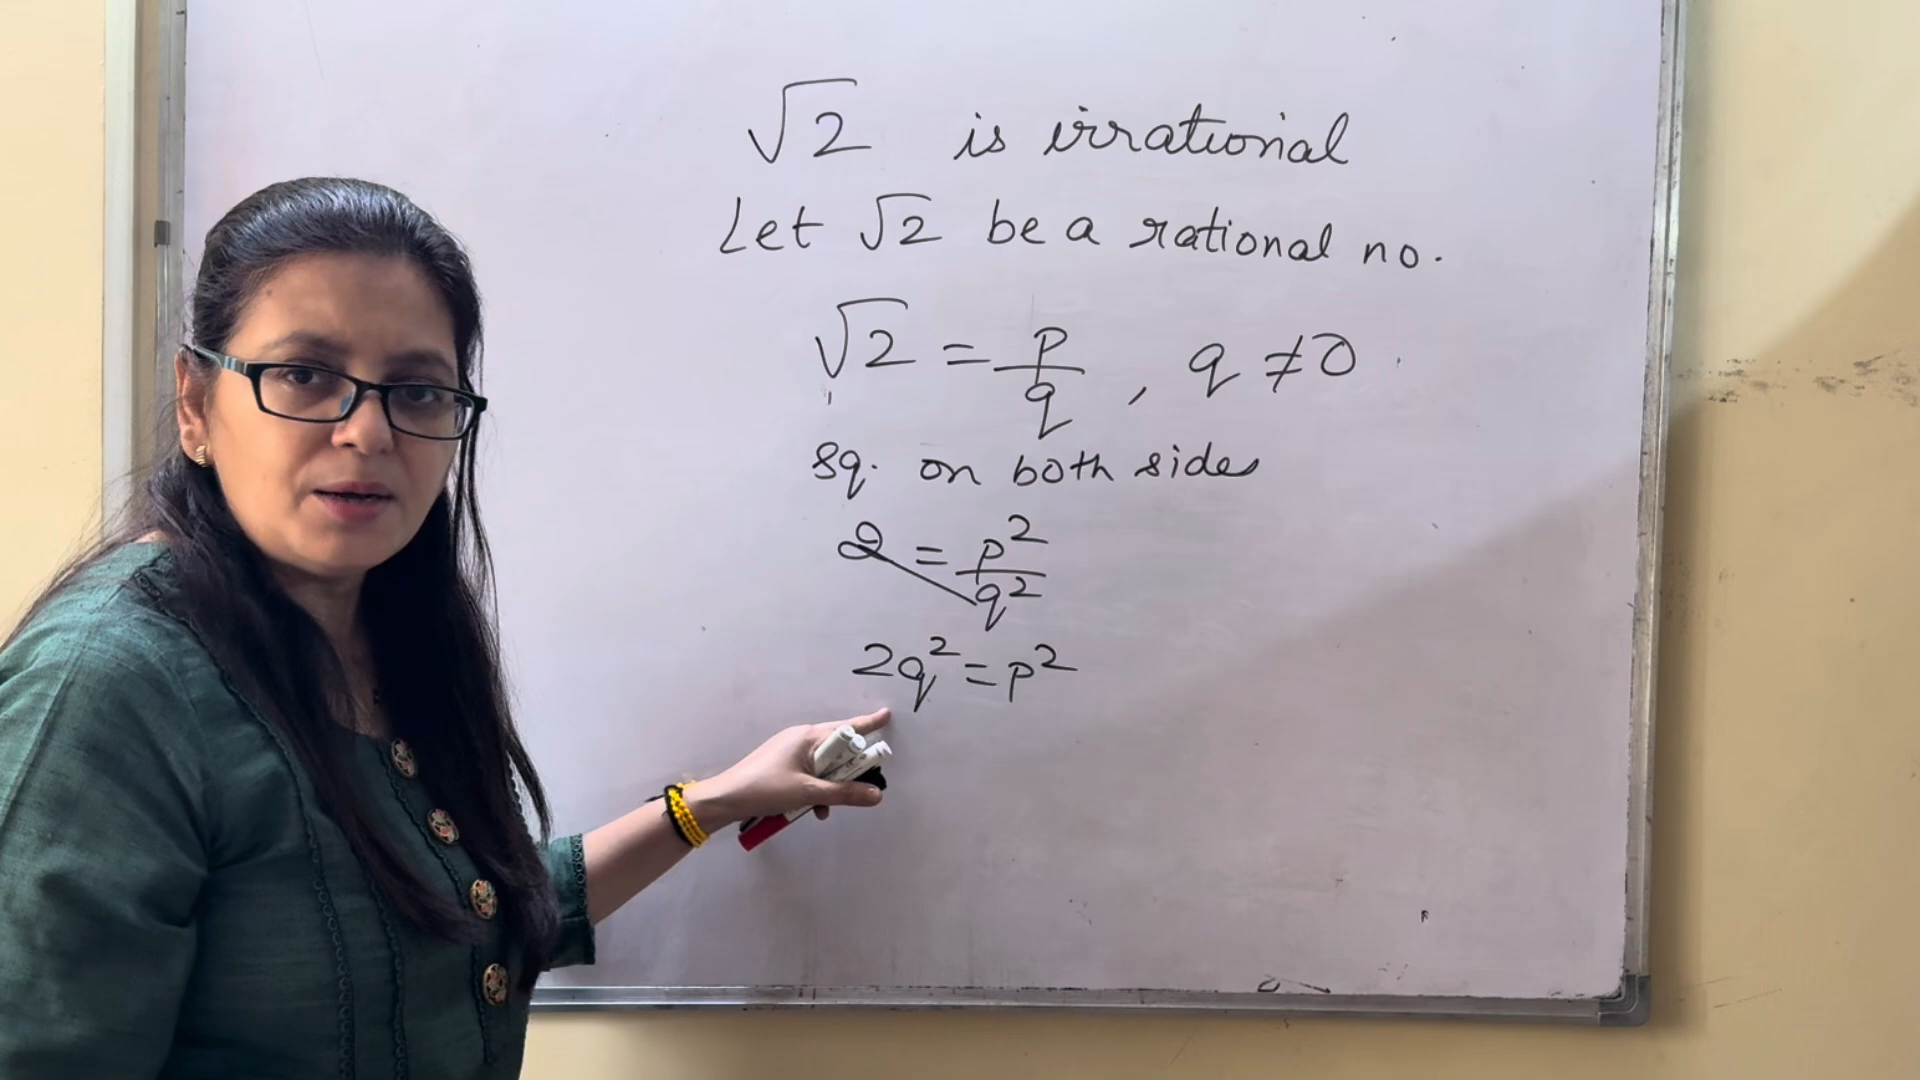 √2 is irrational
Let √2 be a rational no.
√2 = p/q , q ≠ 0
sq. on both sides
2 = p²/q²
2q² = p²